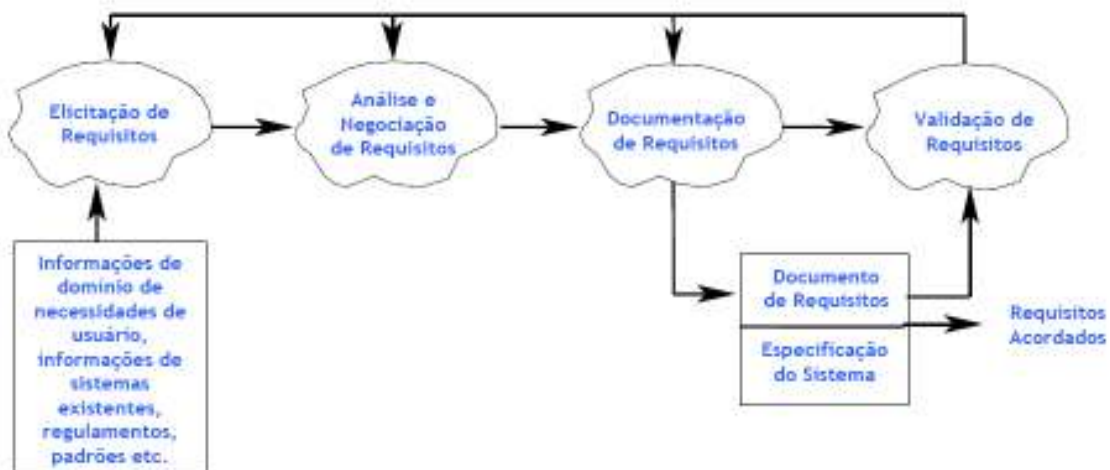 Elicitação de
Requisitos
Análise e
Negociação
de Requisitos
Documentação
de Requisitos
Validação de
Requisitos
Informações de
domínio de
necessidades de
usuário,
informações de
sistemas
existentes,
regulamentos,
padrões etc.
Documento
de Requisitos
Especificação
do Sistema
Requisitos
Acordados